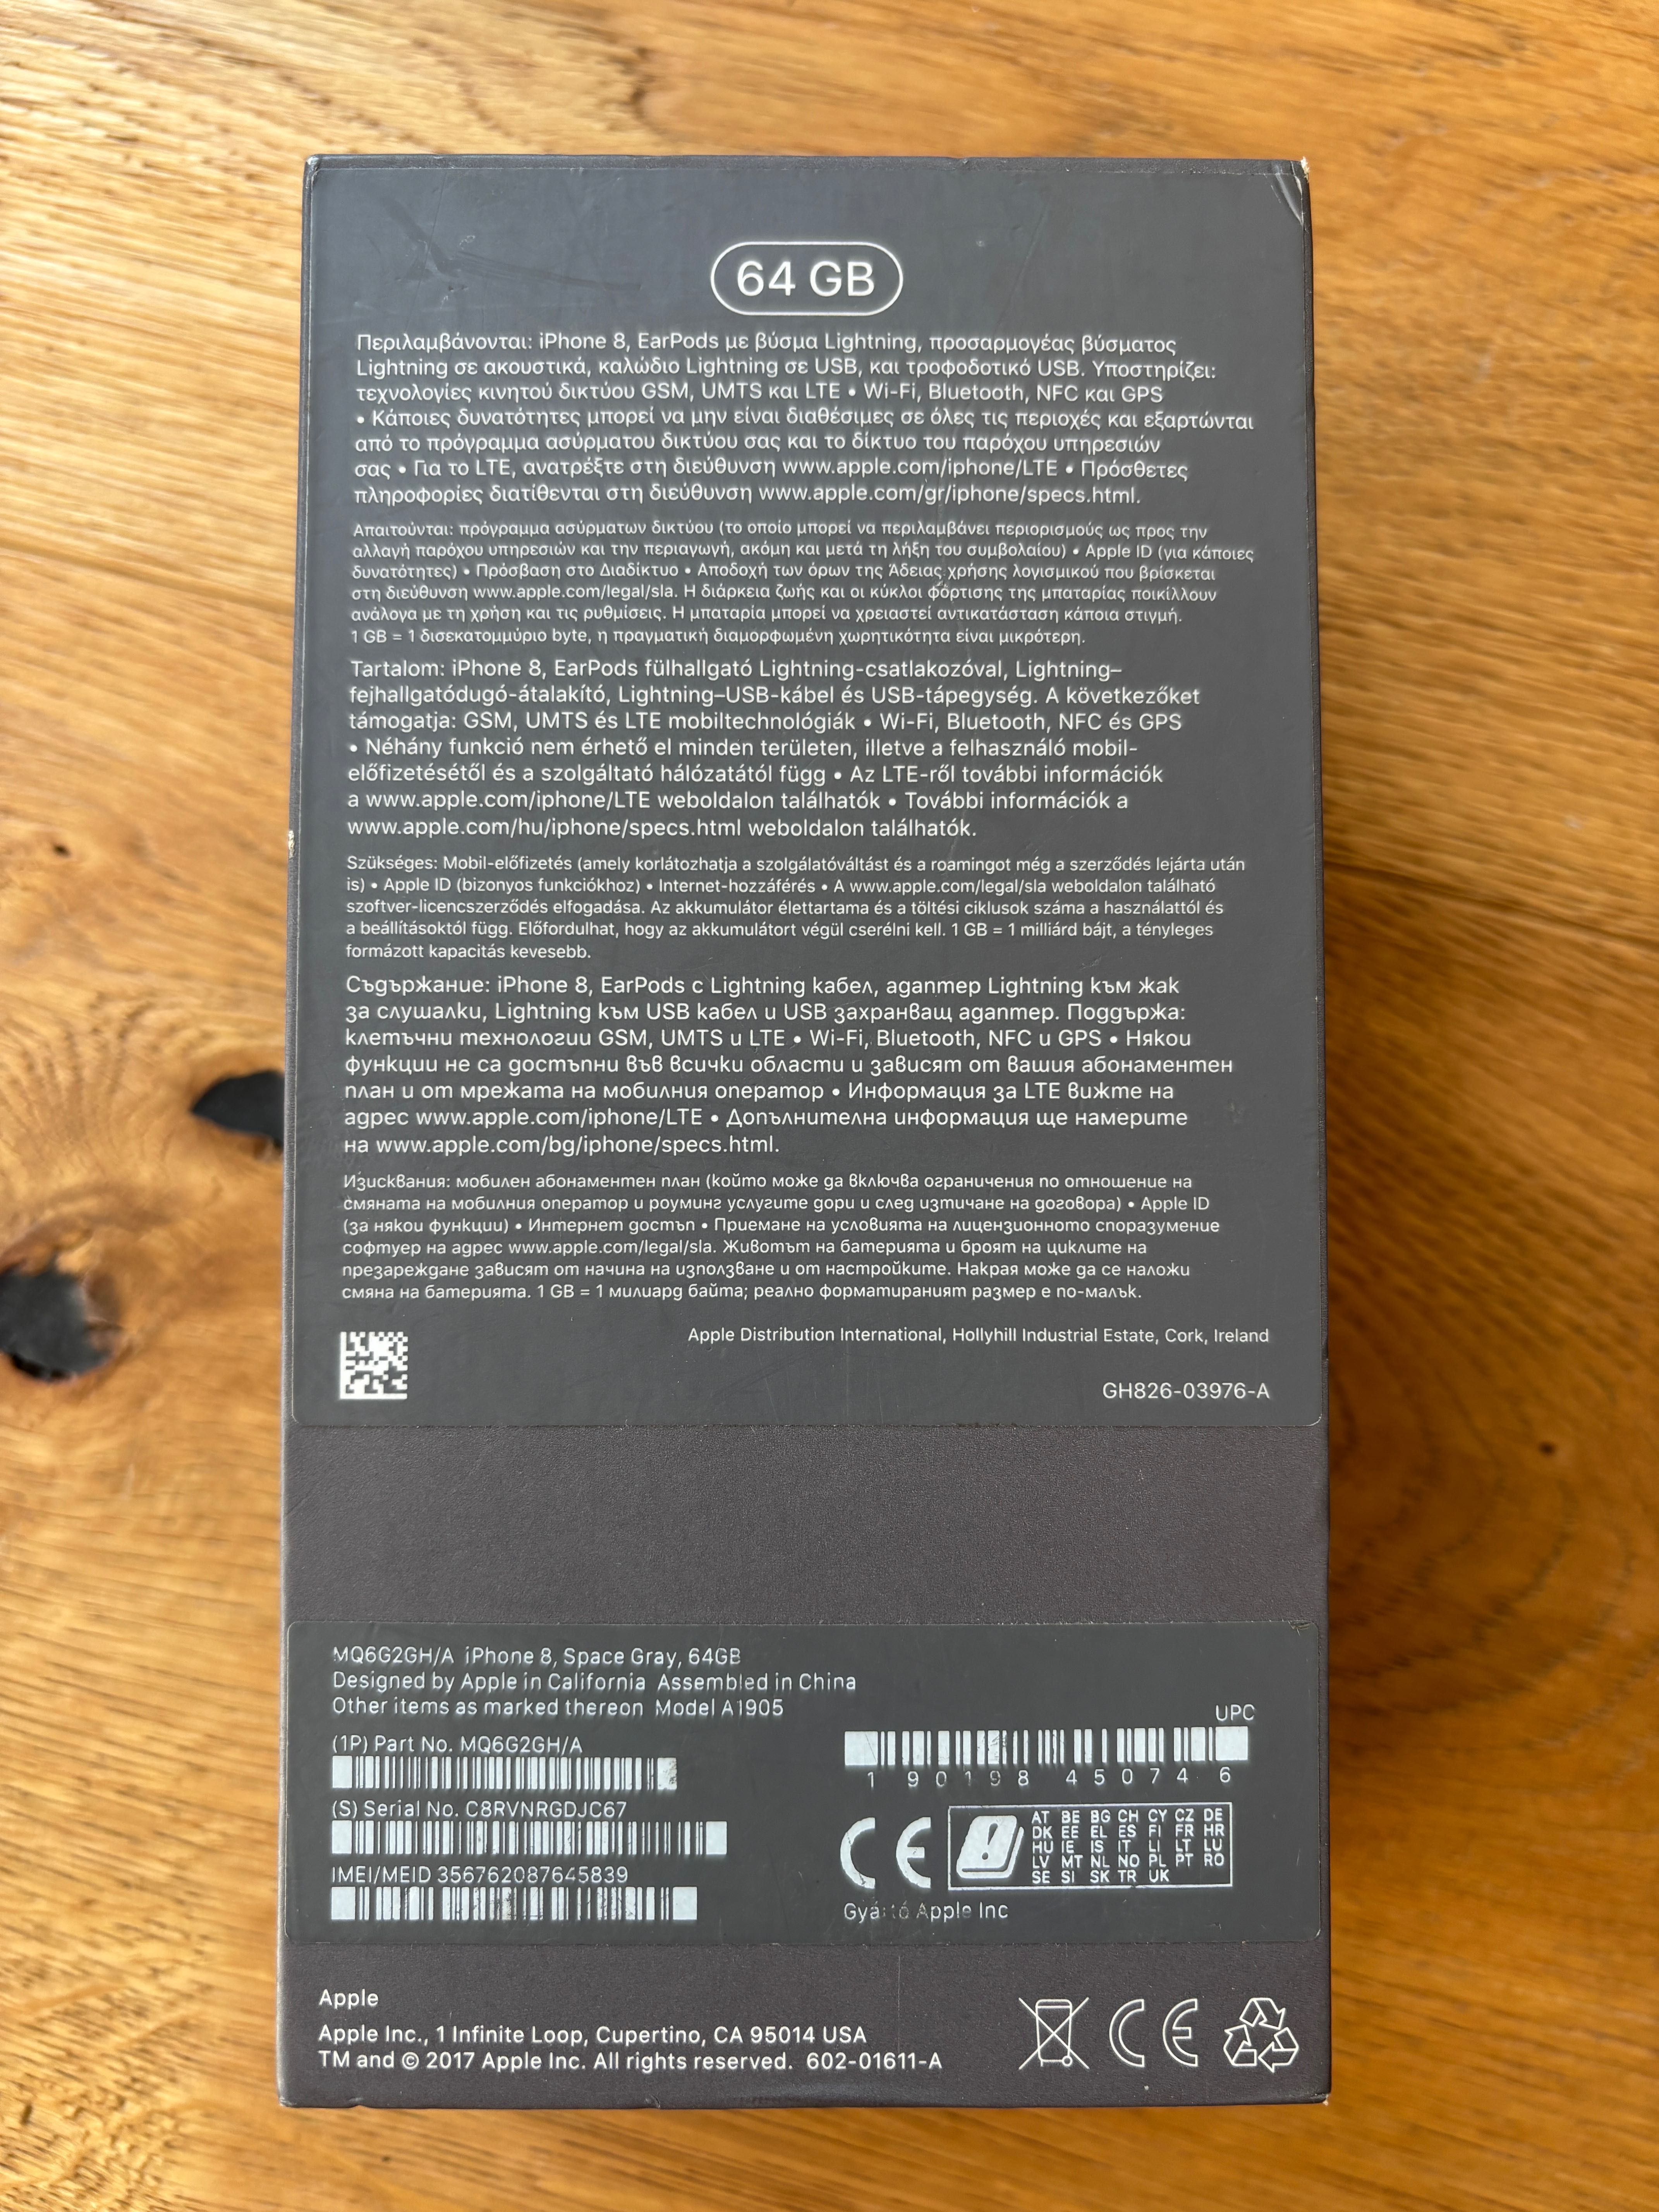 64 GB
Περιλαμβάνονται: iPhone 8, EarPods με βύσμα Lightning, προσαρμογέας βύσματος
Lightning σε ακουστικά, καλώδιο Lightning σε USB, και τροφοδοτικό USB. Υποστηρίζει:
τεχνολογίες κινητού δικτύου GSM, UMTS και LTE • Wi-Fi, Bluetooth, NFC και GPS
• Κάποιες δυνατότητες μπορεί να μην είναι διαθέσιμες σε όλες τις περιοχές και εξαρτώνται
από το πρόγραμμα ασύρματου δικτύου σας και το δίκτυο του παρόχου υπηρεσιών
σας • Για το LTE, ανατρέξτε στη διεύθυνση www.apple.com/iphone/LTE • Πρόσθετες
πληροφορίες διατίθενται στη διεύθυνση www.apple.com/gr/iphone/specs.html.
Απαιτούνται: πρόγραμμα ασύρματων δικτύου (το οποίο μπορεί να περιλαμβάνει περιορισμούς ως προς την
αλλαγή παρόχου υπηρεσιών και την περιαγωγή, ακόμη και μετά τη λήξη του συμβολαίου) • Apple ID (για κάποιες
δυνατότητες) • Πρόσβαση στο Διαδίκτυο • Αποδοχή των όρων της Άδειας χρήσης λογισμικού που βρίσκεται
στη διεύθυνση www.apple.com/legal/sla. Η διάρκεια ζωής και οι κύκλοι φόρτισης της μπαταρίας ποικίλλουν
ανάλογα με τη χρήση και τις ρυθμίσεις. Η μπαταρία μπορεί να χρειαστεί αντικατάσταση κάποια στιγμή.
1 GB = 1 δισεκατομμύριο byte, η πραγματική διαμορφωμένη χωρητικότητα είναι μικρότερη.
Tartalom: iPhone 8, EarPods fülhallgató Lightning-csatlakozóval, Lightning–
fejhallgatódugó-átalakító, Lightning–USB-kábel és USB-tápegység. A következőket
támogatja: GSM, UMTS és LTE mobiltechnológiák • Wi-Fi, Bluetooth, NFC és GPS
• Néhány funkció nem érhető el minden területen, illetve a felhasználó mobil-
előfizetésétől és a szolgáltató hálózatától függ • Az LTE-ről további információk
a www.apple.com/iphone/LTE weboldalon találhatók • További információk a
www.apple.com/hu/iphone/specs.html weboldalon találhatók.
Szükséges: Mobil-előfizetés (amely korlátozhatja a szolgálatóváltást és a roamingot még a szerződés lejárta után
is) • Apple ID (bizonyos funkciókhoz) • Internet-hozzáférés • A www.apple.com/legal/sla weboldalon található
szoftver-licencszerződés elfogadása. Az akkumulátor élettartama és a töltési ciklusok száma a használattól és
a beállításoktól függ. Előfordulhat, hogy az akkumulátort végül cserélni kell. 1 GB = 1 milliárd bájt, a tényleges
formázott kapacitás kevesebb.
Съдържание: iPhone 8, EarPods с Lightning кабел, адаптер Lightning към жак
за слушалки, Lightning към USB кабел и USB захранващ адаптер. Поддържа:
клетъчни технологии GSM, UMTS и LTE • Wi-Fi, Bluetooth, NFC и GPS • Някои
функции не са достъпни във всички области и зависят от вашия абонаментен
план и от мрежата на мобилния оператор • Информация за LTE вижте на
адрес www.apple.com/iphone/LTE • Допълнителна информация ще намерите
на www.apple.com/bg/iphone/specs.html.
Изисквания: мобилен абонаментен план (който може да включва ограничения по отношение на
смяната на мобилния оператор и роуминг услугите дори и след изтичане на договора) • Apple ID
(за някои функции) • Интернет достъп • Приемане на условията на лицензионното споразумение
софтуер на адрес www.apple.com/legal/sla. Животът на батерията и броят на циклите на
презареждане зависят от начина на използване и от настройките. Накрая може да се наложи
смяна на батерията. 1 GB = 1 милиард байта; реално форматираният размер е по-малък.
Apple Distribution International, Hollyhill Industrial Estate, Cork, Ireland
GH826-03976-A
MQ6G2GH/A iPhone 8, Space Gray, 64GB
Designed by Apple in California Assembled in China
Other items as marked thereon Model A1905
(1P) Part No. MQ6G2GH/A
(S) Serial No. C8RVNRGDJC67
IMEI/MEID 356762087645839
UPC
1 90198 45074 6
CE
AT BE BG CH CY CZ DE
DK EE EL ES FI FR HR
HU IE IS IT LI LT LU
LV MT NL NO PL PT RO
SE SI SK TR UK
Gyártó Apple Inc
Apple
Apple Inc., 1 Infinite Loop, Cupertino, CA 95014 USA
TM and © 2017 Apple Inc. All rights reserved. 602-01611-A
CE